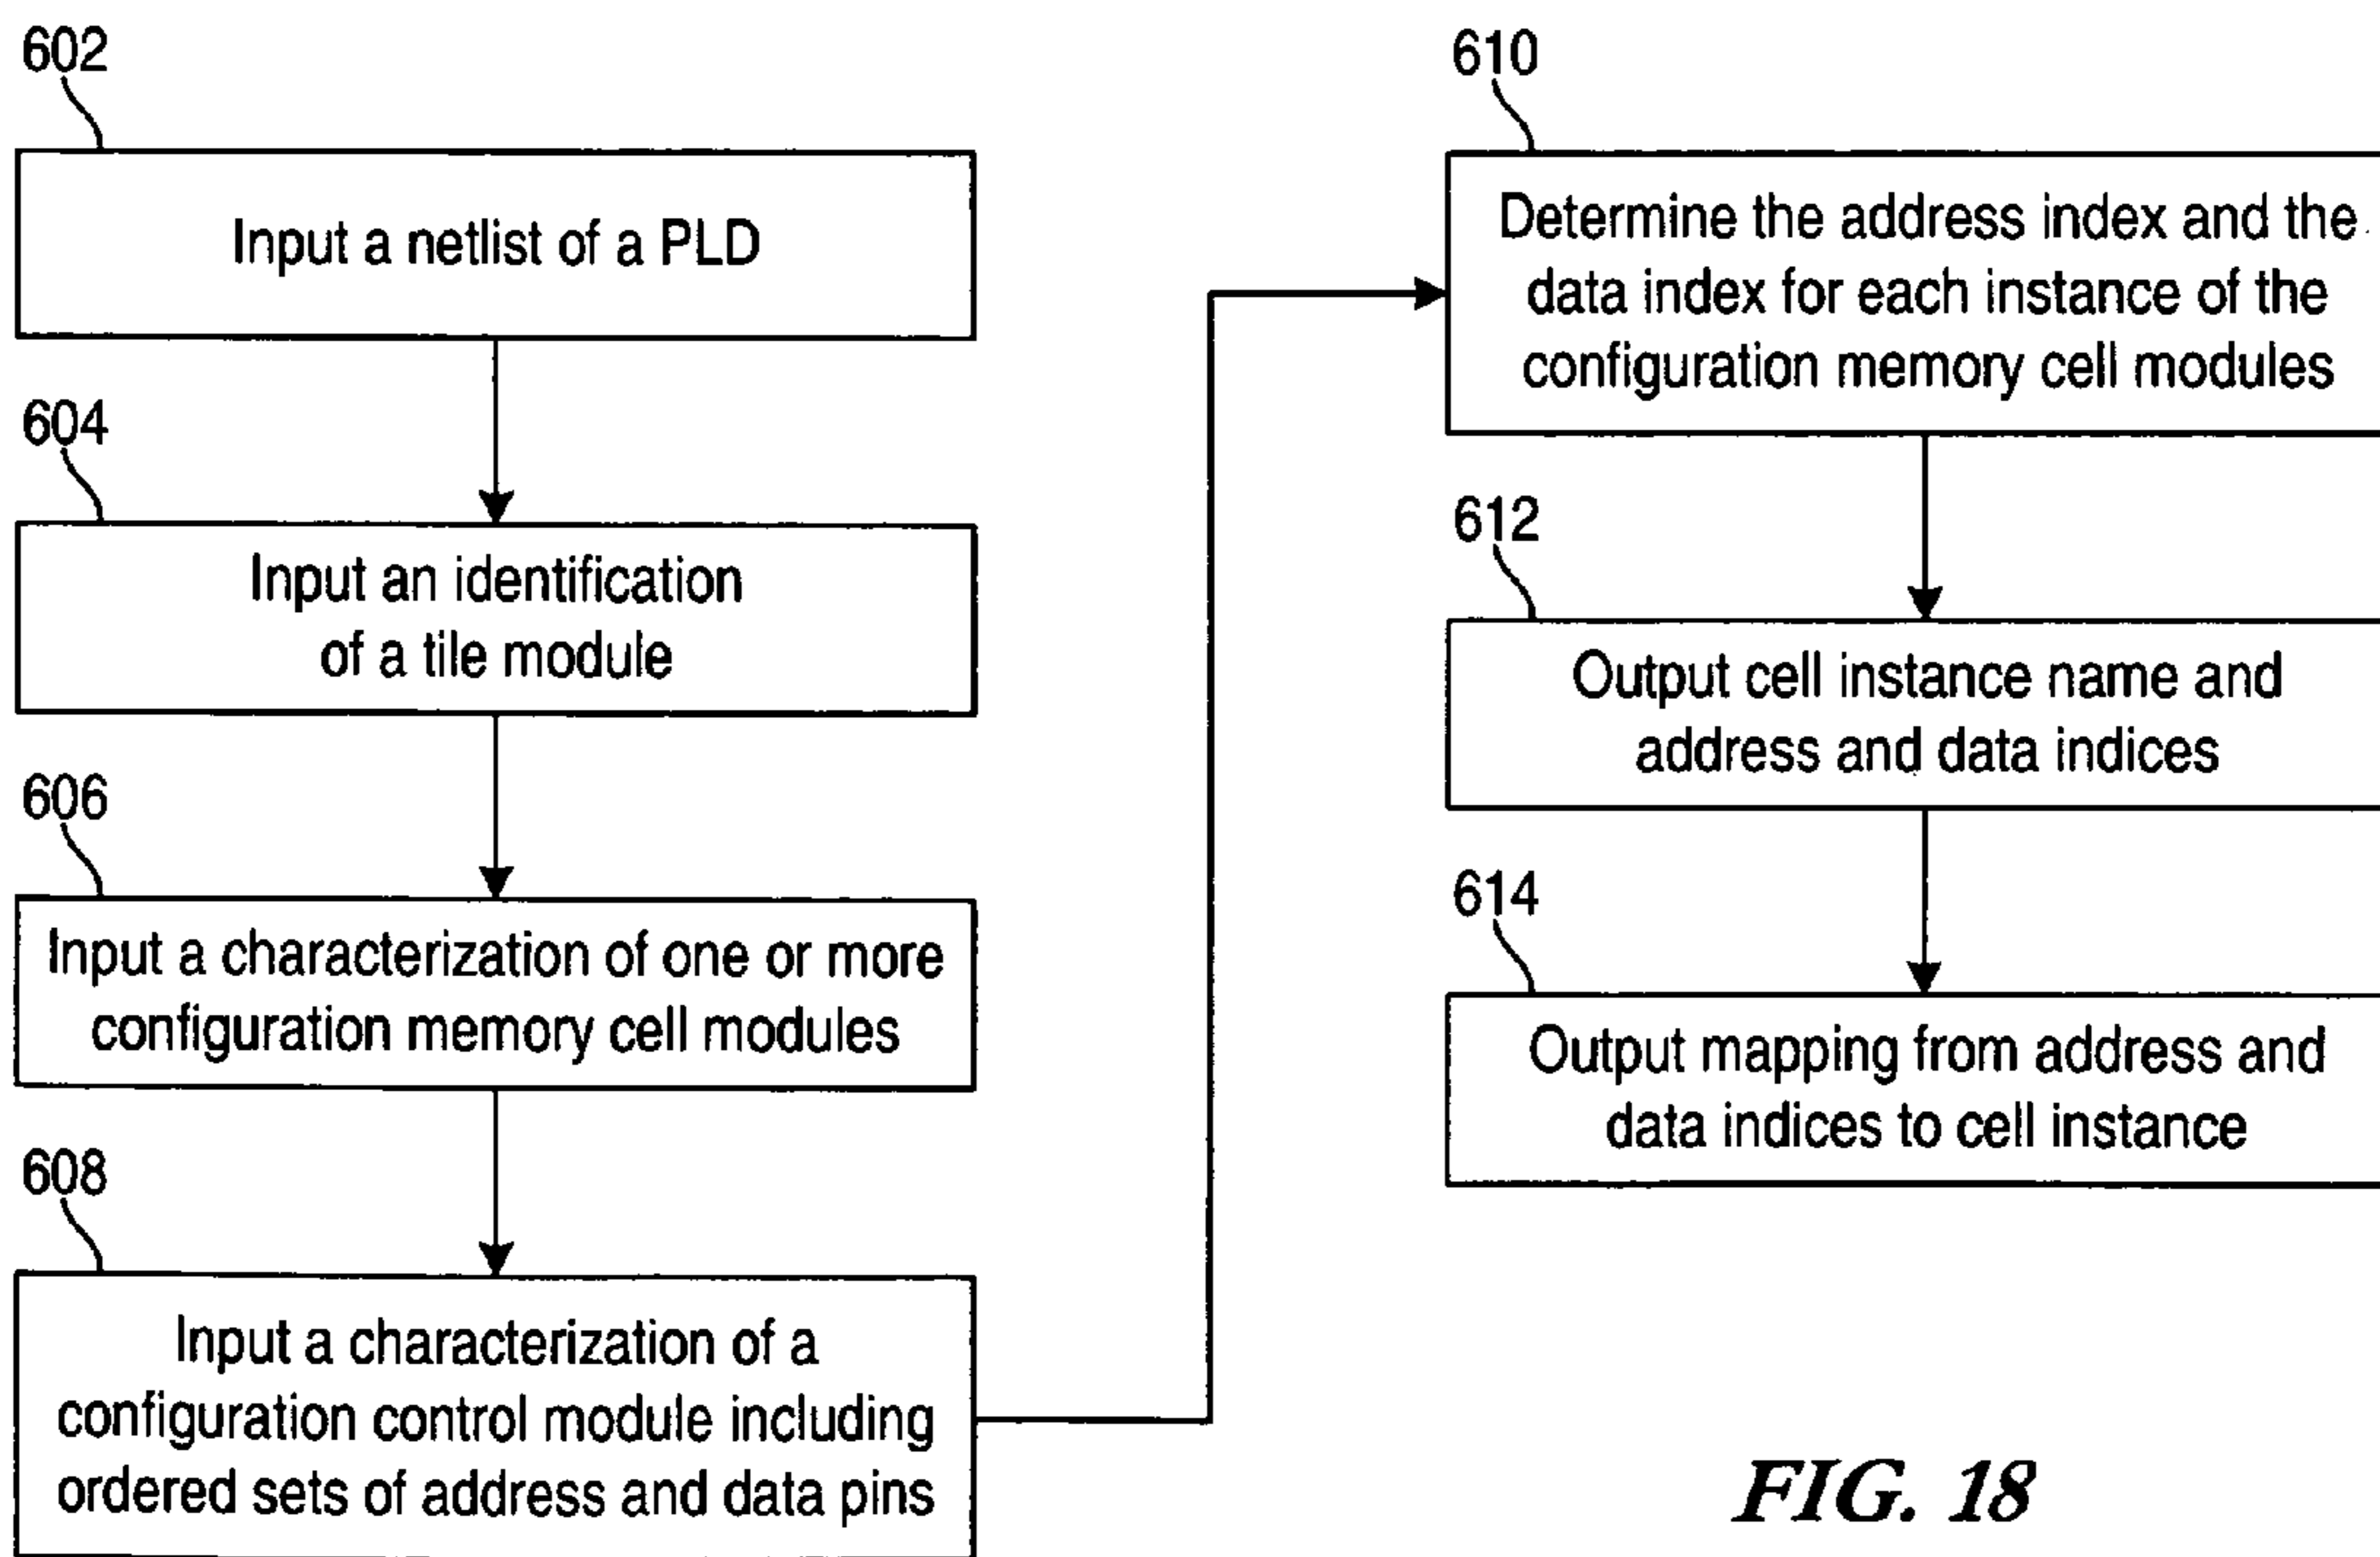 602
Input a netlist of a PLD
604
Input an identification
of a tile module
606
Input a characterization of one or more
configuration memory cell modules
608
Input a characterization of a
configuration control module including
ordered sets of address and data pins
610
Determine the address index and the
data index for each instance of the
configuration memory cell modules
612
Output cell instance name and
address and data indices
614
Output mapping from address and
data indices to cell instance
FIG. 18